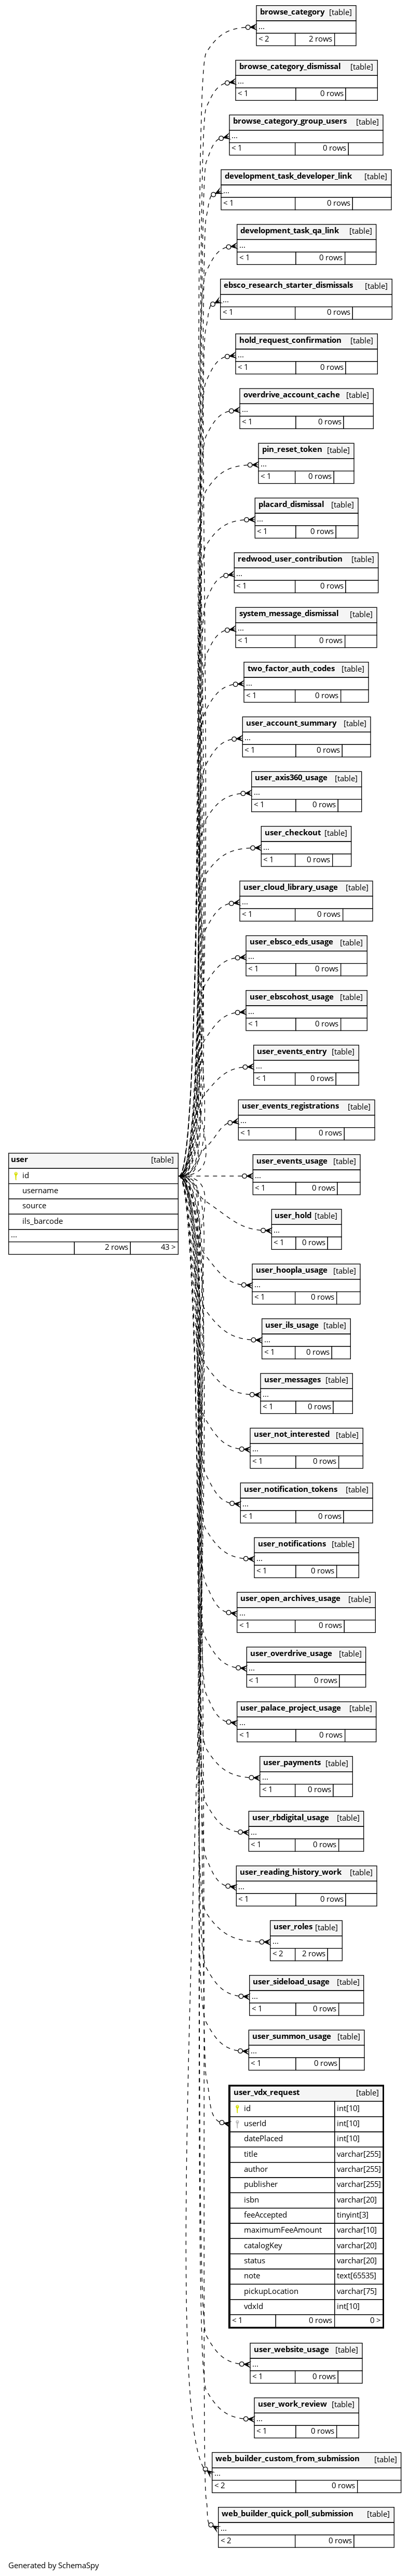 browse_category [table]
...
< 2 2 rows
browse_category_dismissal [table]
...
< 1 0 rows
browse_category_group_users [table]
...
< 1 0 rows
development_task_developer_link [table]
...
< 1 0 rows
development_task_qa_link [table]
...
< 1 0 rows
ebsco_research_starter_dismissals [table]
...
< 1 0 rows
hold_request_confirmation [table]
...
< 1 0 rows
overdrive_account_cache [table]
...
< 1 0 rows
pin_reset_token [table]
...
< 1 0 rows
placard_dismissal [table]
...
< 1 0 rows
redwood_user_contribution [table]
...
< 1 0 rows
system_message_dismissal [table]
...
< 1 0 rows
two_factor_auth_codes [table]
...
< 1 0 rows
user_account_summary [table]
...
< 1 0 rows
user_axis360_usage [table]
...
< 1 0 rows
user_checkout [table]
...
< 1 0 rows
user_cloud_library_usage [table]
...
< 1 0 rows
user_ebsco_eds_usage [table]
...
< 1 0 rows
user_ebscohost_usage [table]
...
< 1 0 rows
user_events_entry [table]
...
< 1 0 rows
user_events_registrations [table]
...
< 1 0 rows
user [table]
id
username
source
ils_barcode
...
2 rows 43 >
user_events_usage [table]
...
< 1 0 rows
user_hold [table]
...
< 1 0 rows
user_hoopla_usage [table]
...
< 1 0 rows
user_ils_usage [table]
...
< 1 0 rows
user_messages [table]
...
< 1 0 rows
user_not_interested [table]
...
< 1 0 rows
user_notification_tokens [table]
...
< 1 0 rows
user_notifications [table]
...
< 1 0 rows
user_open_archives_usage [table]
...
< 1 0 rows
user_overdrive_usage [table]
...
< 1 0 rows
user_palace_project_usage [table]
...
< 1 0 rows
user_payments [table]
...
< 1 0 rows
user_rbdigital_usage [table]
...
< 1 0 rows
user_reading_history_work [table]
...
< 1 0 rows
user_roles [table]
...
< 2 2 rows
user_sideload_usage [table]
...
< 1 0 rows
user_summon_usage [table]
...
< 1 0 rows
user_vdx_request [table]
id int[10]
userId int[10]
datePlaced int[10]
title varchar[255]
author varchar[255]
publisher varchar[255]
isbn varchar[20]
feeAccepted tinyint[3]
maximumFeeAmount varchar[10]
catalogKey varchar[20]
status varchar[20]
note text[65535]
pickupLocation varchar[75]
vdxId int[10]
< 1 0 rows 0 >
user_website_usage [table]
...
< 1 0 rows
user_work_review [table]
...
< 1 0 rows
web_builder_custom_from_submission [table]
...
< 2 0 rows
web_builder_quick_poll_submission [table]
...
< 2 0 rows
Generated by SchemaSpy